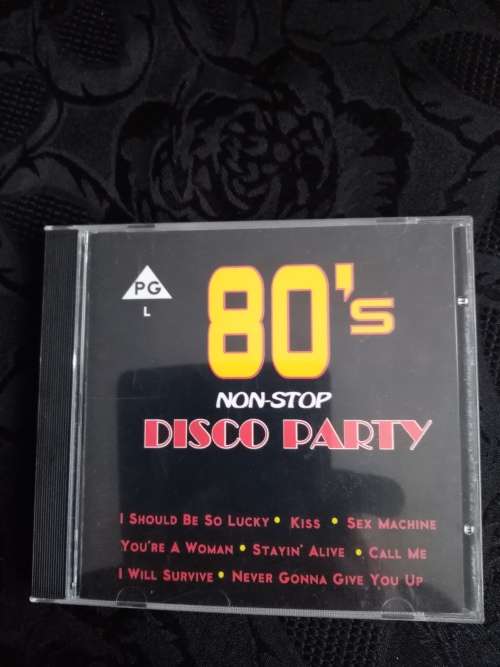 PG
L
80's
NON-STOP
DISCO PARTY
I SHOULD BE SO LUCKY • KISS • SEX MACHINE
YOU'RE A WOMAN • STAYIN' ALIVE • CALL ME
I WILL SURVIVE • NEVER GONNA GIVE YOU UP